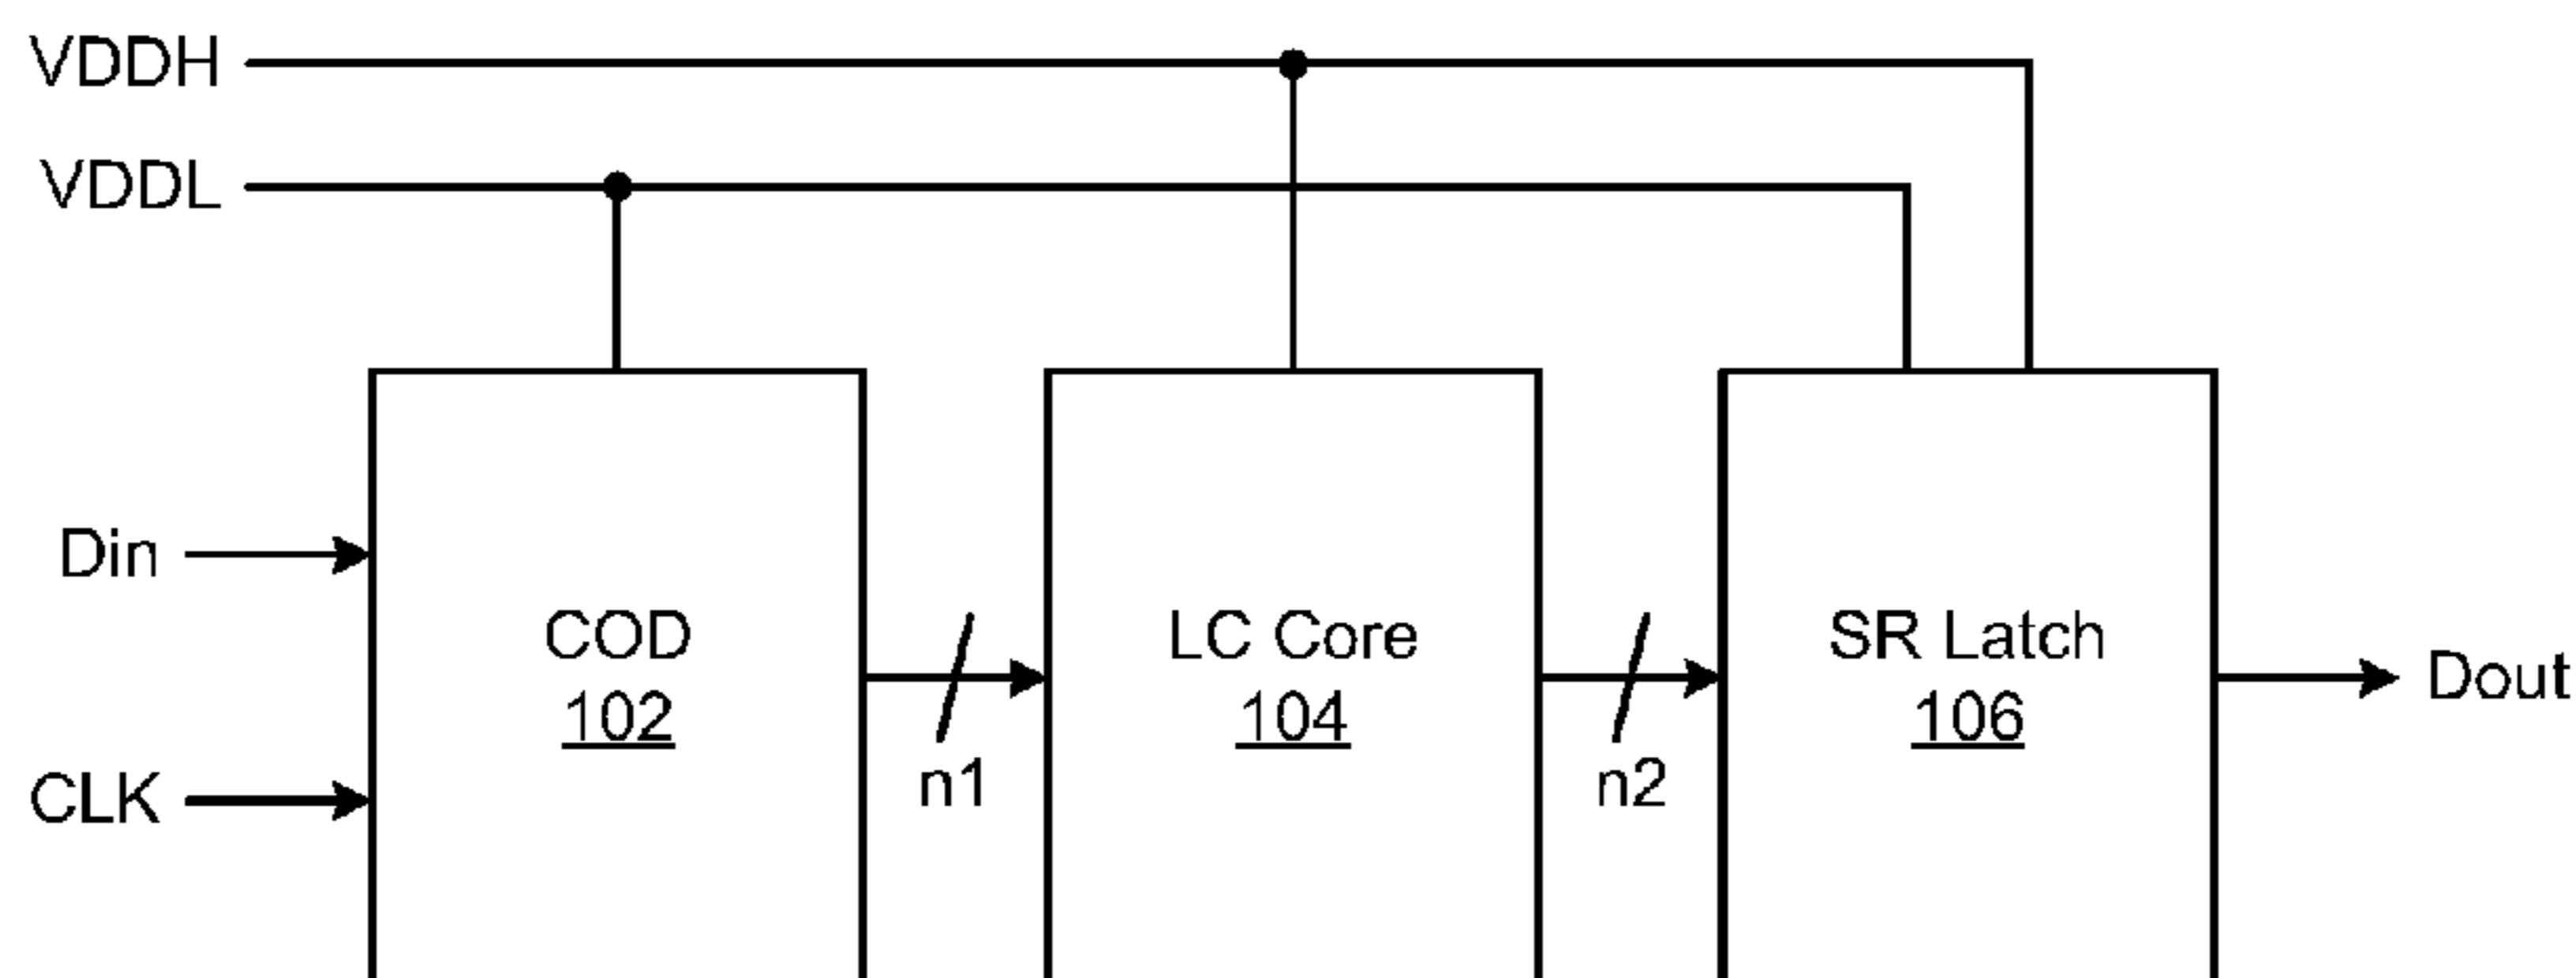 VDDH
VDDL
Din
CLK
COD
102
n1
LC Core
104
n2
SR Latch
106
Dout